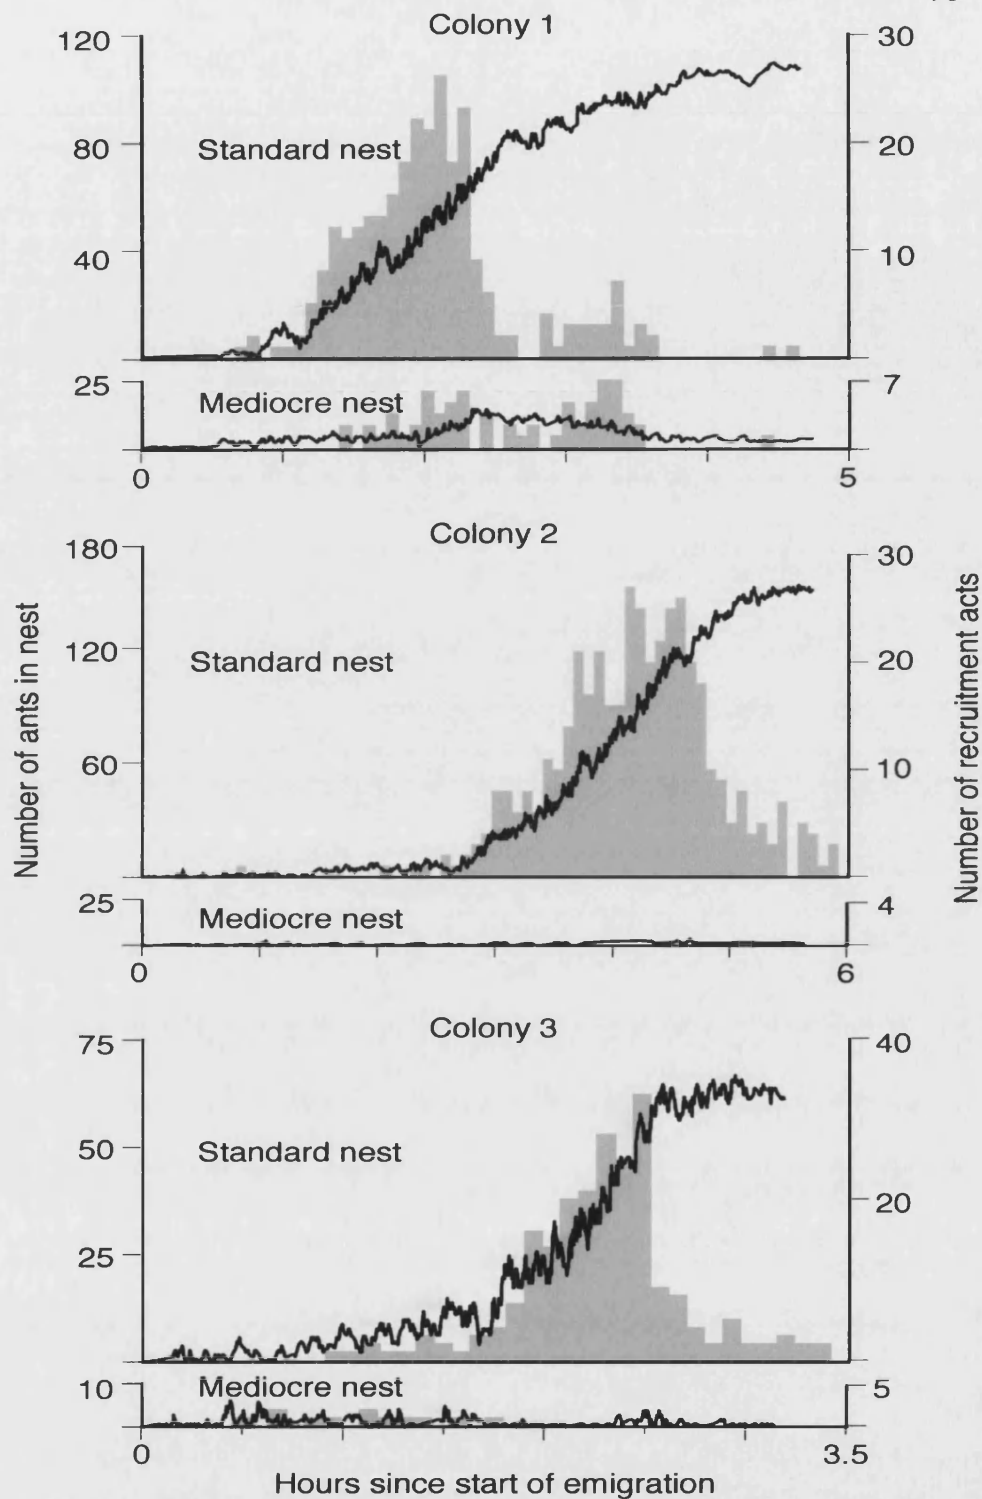 Colony 1
120
30
80
Standard nest
20
40
10
25
Mediocre nest
7
0
5
Colony 2
180
30
120
Standard nest
20
60
10
25
Mediocre nest
4
0
6
Number of ants in nest
Number of recruitment acts
Colony 3
75
40
50
Standard nest
20
25
10
Mediocre nest
5
0
3.5
Hours since start of emigration